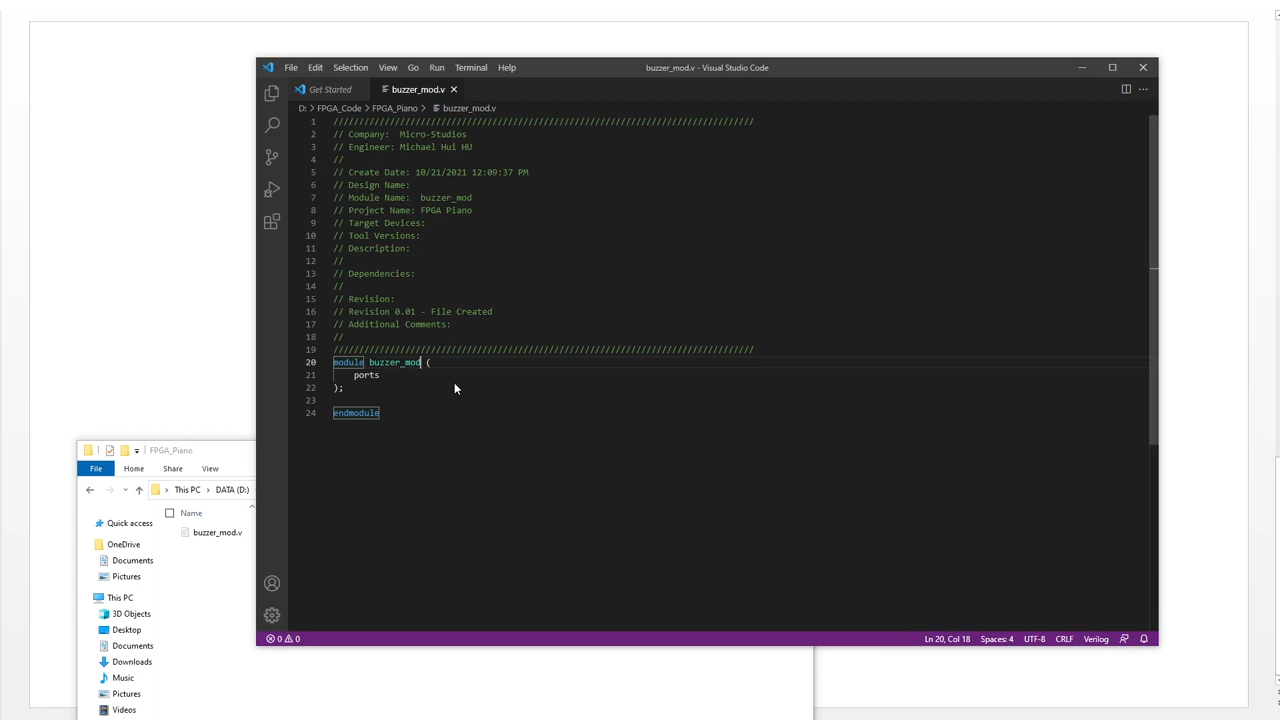 File Edit Selection View Go Run Terminal Help
buzzer_mod.v - Visual Studio Code
Get Started
buzzer_mod.v
D: > FPGA_Code > FPGA_Piano > buzzer_mod.v
1 ////////////////////////////////////////////////////////////////////////////////
2 // Company:  Micro-Studios
3 // Engineer: Michael Hui HU
4 //
5 // Create Date: 10/21/2021 12:09:37 PM
6 // Design Name:
7 // Module Name:  buzzer_mod
8 // Project Name: FPGA Piano
9 // Target Devices:
10 // Tool Versions:
11 // Description:
12 //
13 // Dependencies:
14 //
15 // Revision:
16 // Revision 0.01 - File Created
17 // Additional Comments:
18 //
19 ////////////////////////////////////////////////////////////////////////////////
20 module buzzer_mod (
21     ports
22 );
23
24 endmodule
0 0
Ln 20, Col 18 Spaces: 4 UTF-8 CRLF Verilog
FPGA_Piano
File Home Share View
This PC > DATA (D:)
Name
buzzer_mod.v
Quick access
OneDrive
Documents
Pictures
This PC
3D Objects
Desktop
Documents
Downloads
Music
Pictures
Videos